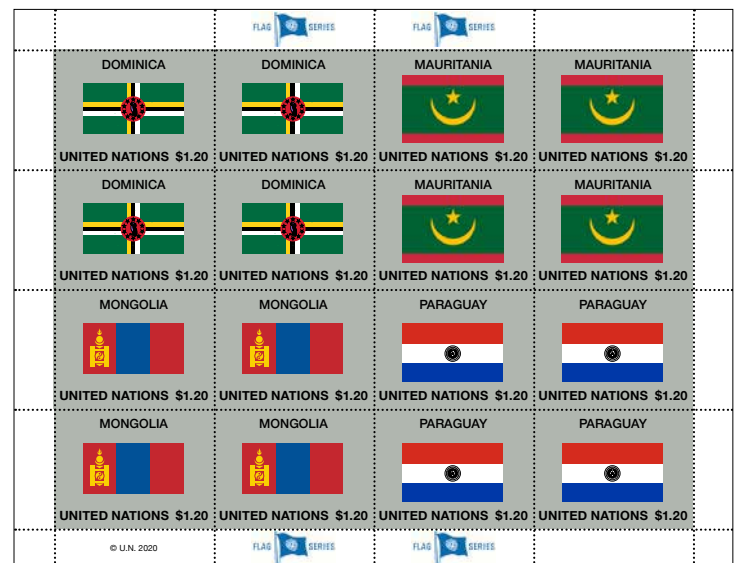 FLAG SERIES FLAG SERIES
DOMINICA DOMINICA MAURITANIA MAURITANIA
UNITED NATIONS $1.20 UNITED NATIONS $1.20 UNITED NATIONS $1.20 UNITED NATIONS $1.20
DOMINICA DOMINICA MAURITANIA MAURITANIA
UNITED NATIONS $1.20 UNITED NATIONS $1.20 UNITED NATIONS $1.20 UNITED NATIONS $1.20
MONGOLIA MONGOLIA PARAGUAY PARAGUAY
UNITED NATIONS $1.20 UNITED NATIONS $1.20 UNITED NATIONS $1.20 UNITED NATIONS $1.20
MONGOLIA MONGOLIA PARAGUAY PARAGUAY
UNITED NATIONS $1.20 UNITED NATIONS $1.20 UNITED NATIONS $1.20 UNITED NATIONS $1.20
© U.N. 2020 FLAG SERIES FLAG SERIES